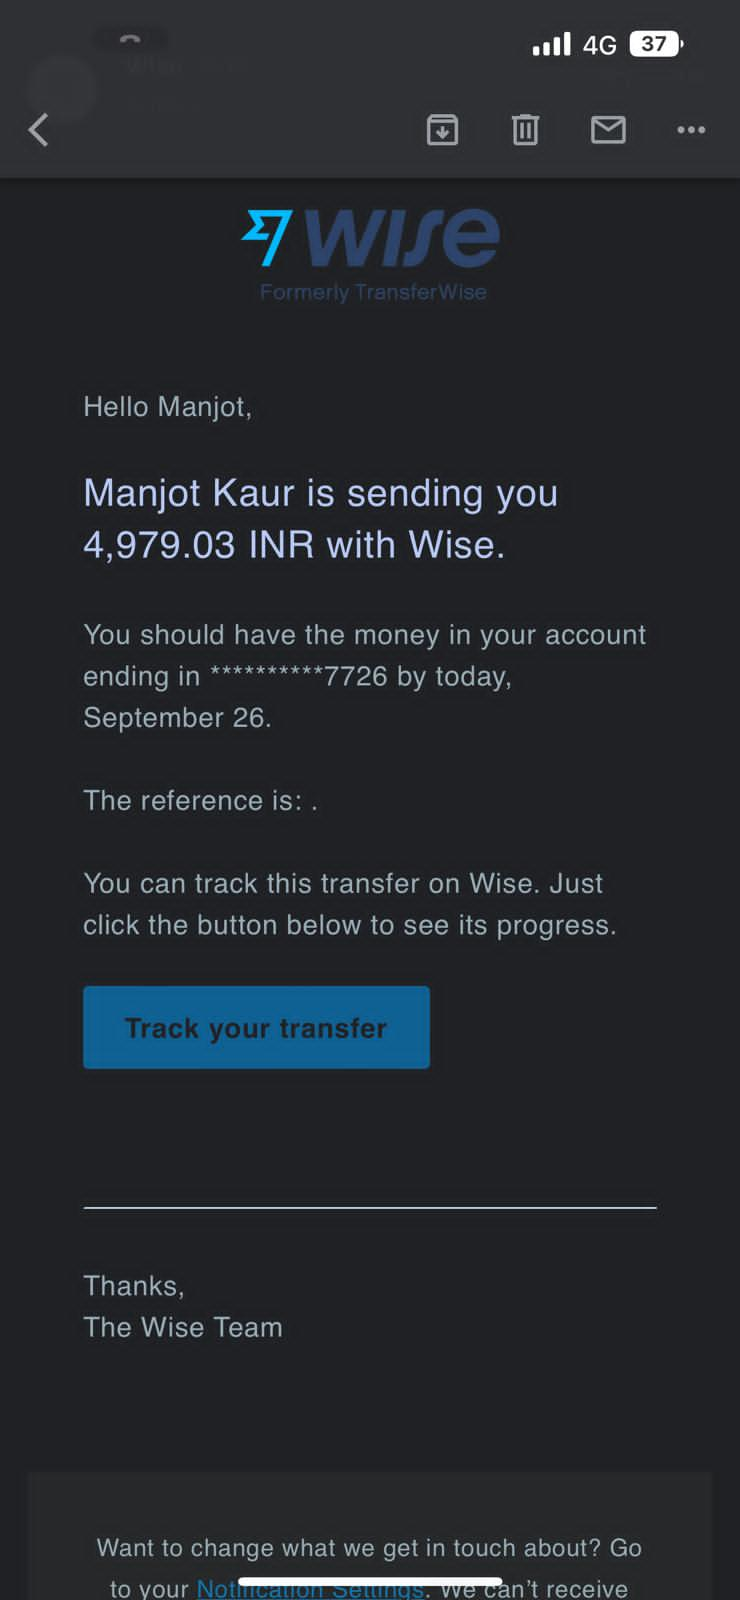 4G 37
wise
Formerly TransferWise
Hello Manjot,
Manjot Kaur is sending you
4,979.03 INR with Wise.
You should have the money in your account
ending in **********7726 by today,
September 26.
The reference is: .
You can track this transfer on Wise. Just
click the button below to see its progress.
Track your transfer
Thanks,
The Wise Team
Want to change what we get in touch about? Go
to your Notification Settings. We can't receive